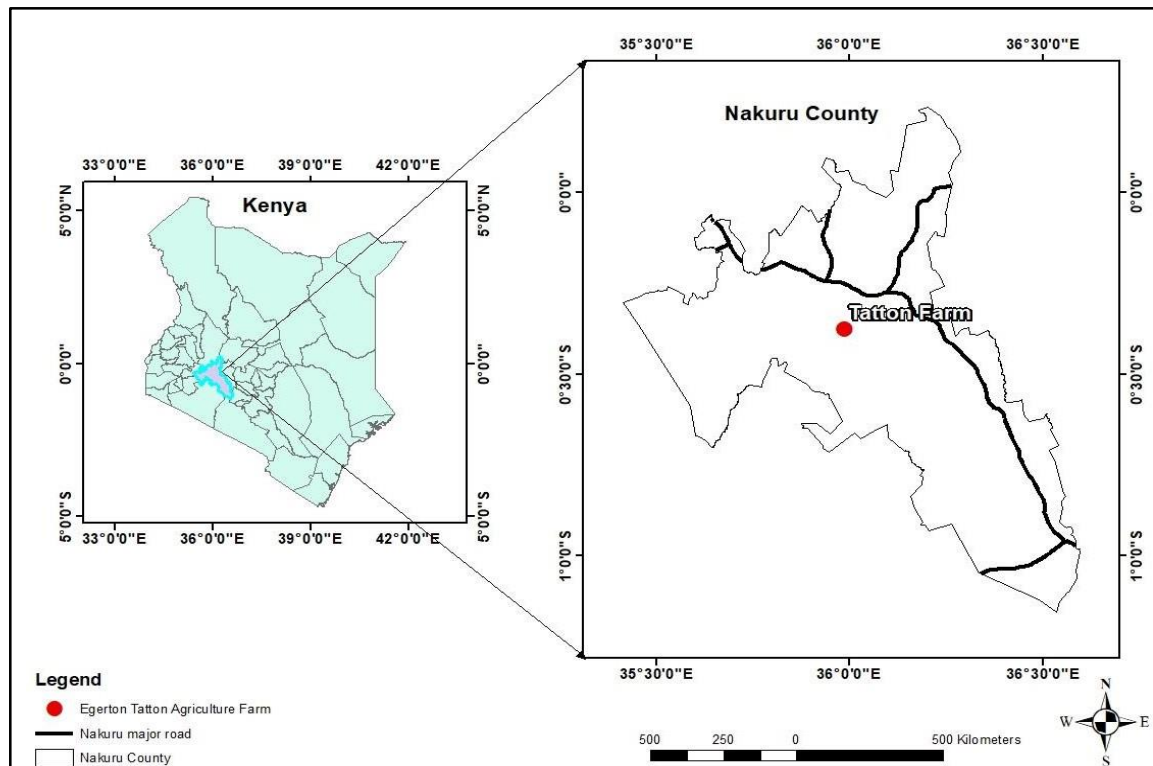 Kenya
33°0'0"E 36°0'0"E 39°0'0"E 42°0'0"E
5°0'0"N
5°0'0"N
0°0'0"
0°0'0"
5°0'0"S
5°0'0"S
33°0'0"E 36°0'0"E 39°0'0"E 42°0'0"E
35°30'0"E 36°0'0"E 36°30'0"E
Nakuru County
0°0'0"
0°0'0"
Tatton Farm
0°30'0"S
0°30'0"S
1°0'0"S
1°0'0"S
35°30'0"E 36°0'0"E 36°30'0"E
Legend
Egerton Tatton Agriculture Farm
Nakuru major road
Nakuru County
500 250 0 500 Kilometers
N
W E
S